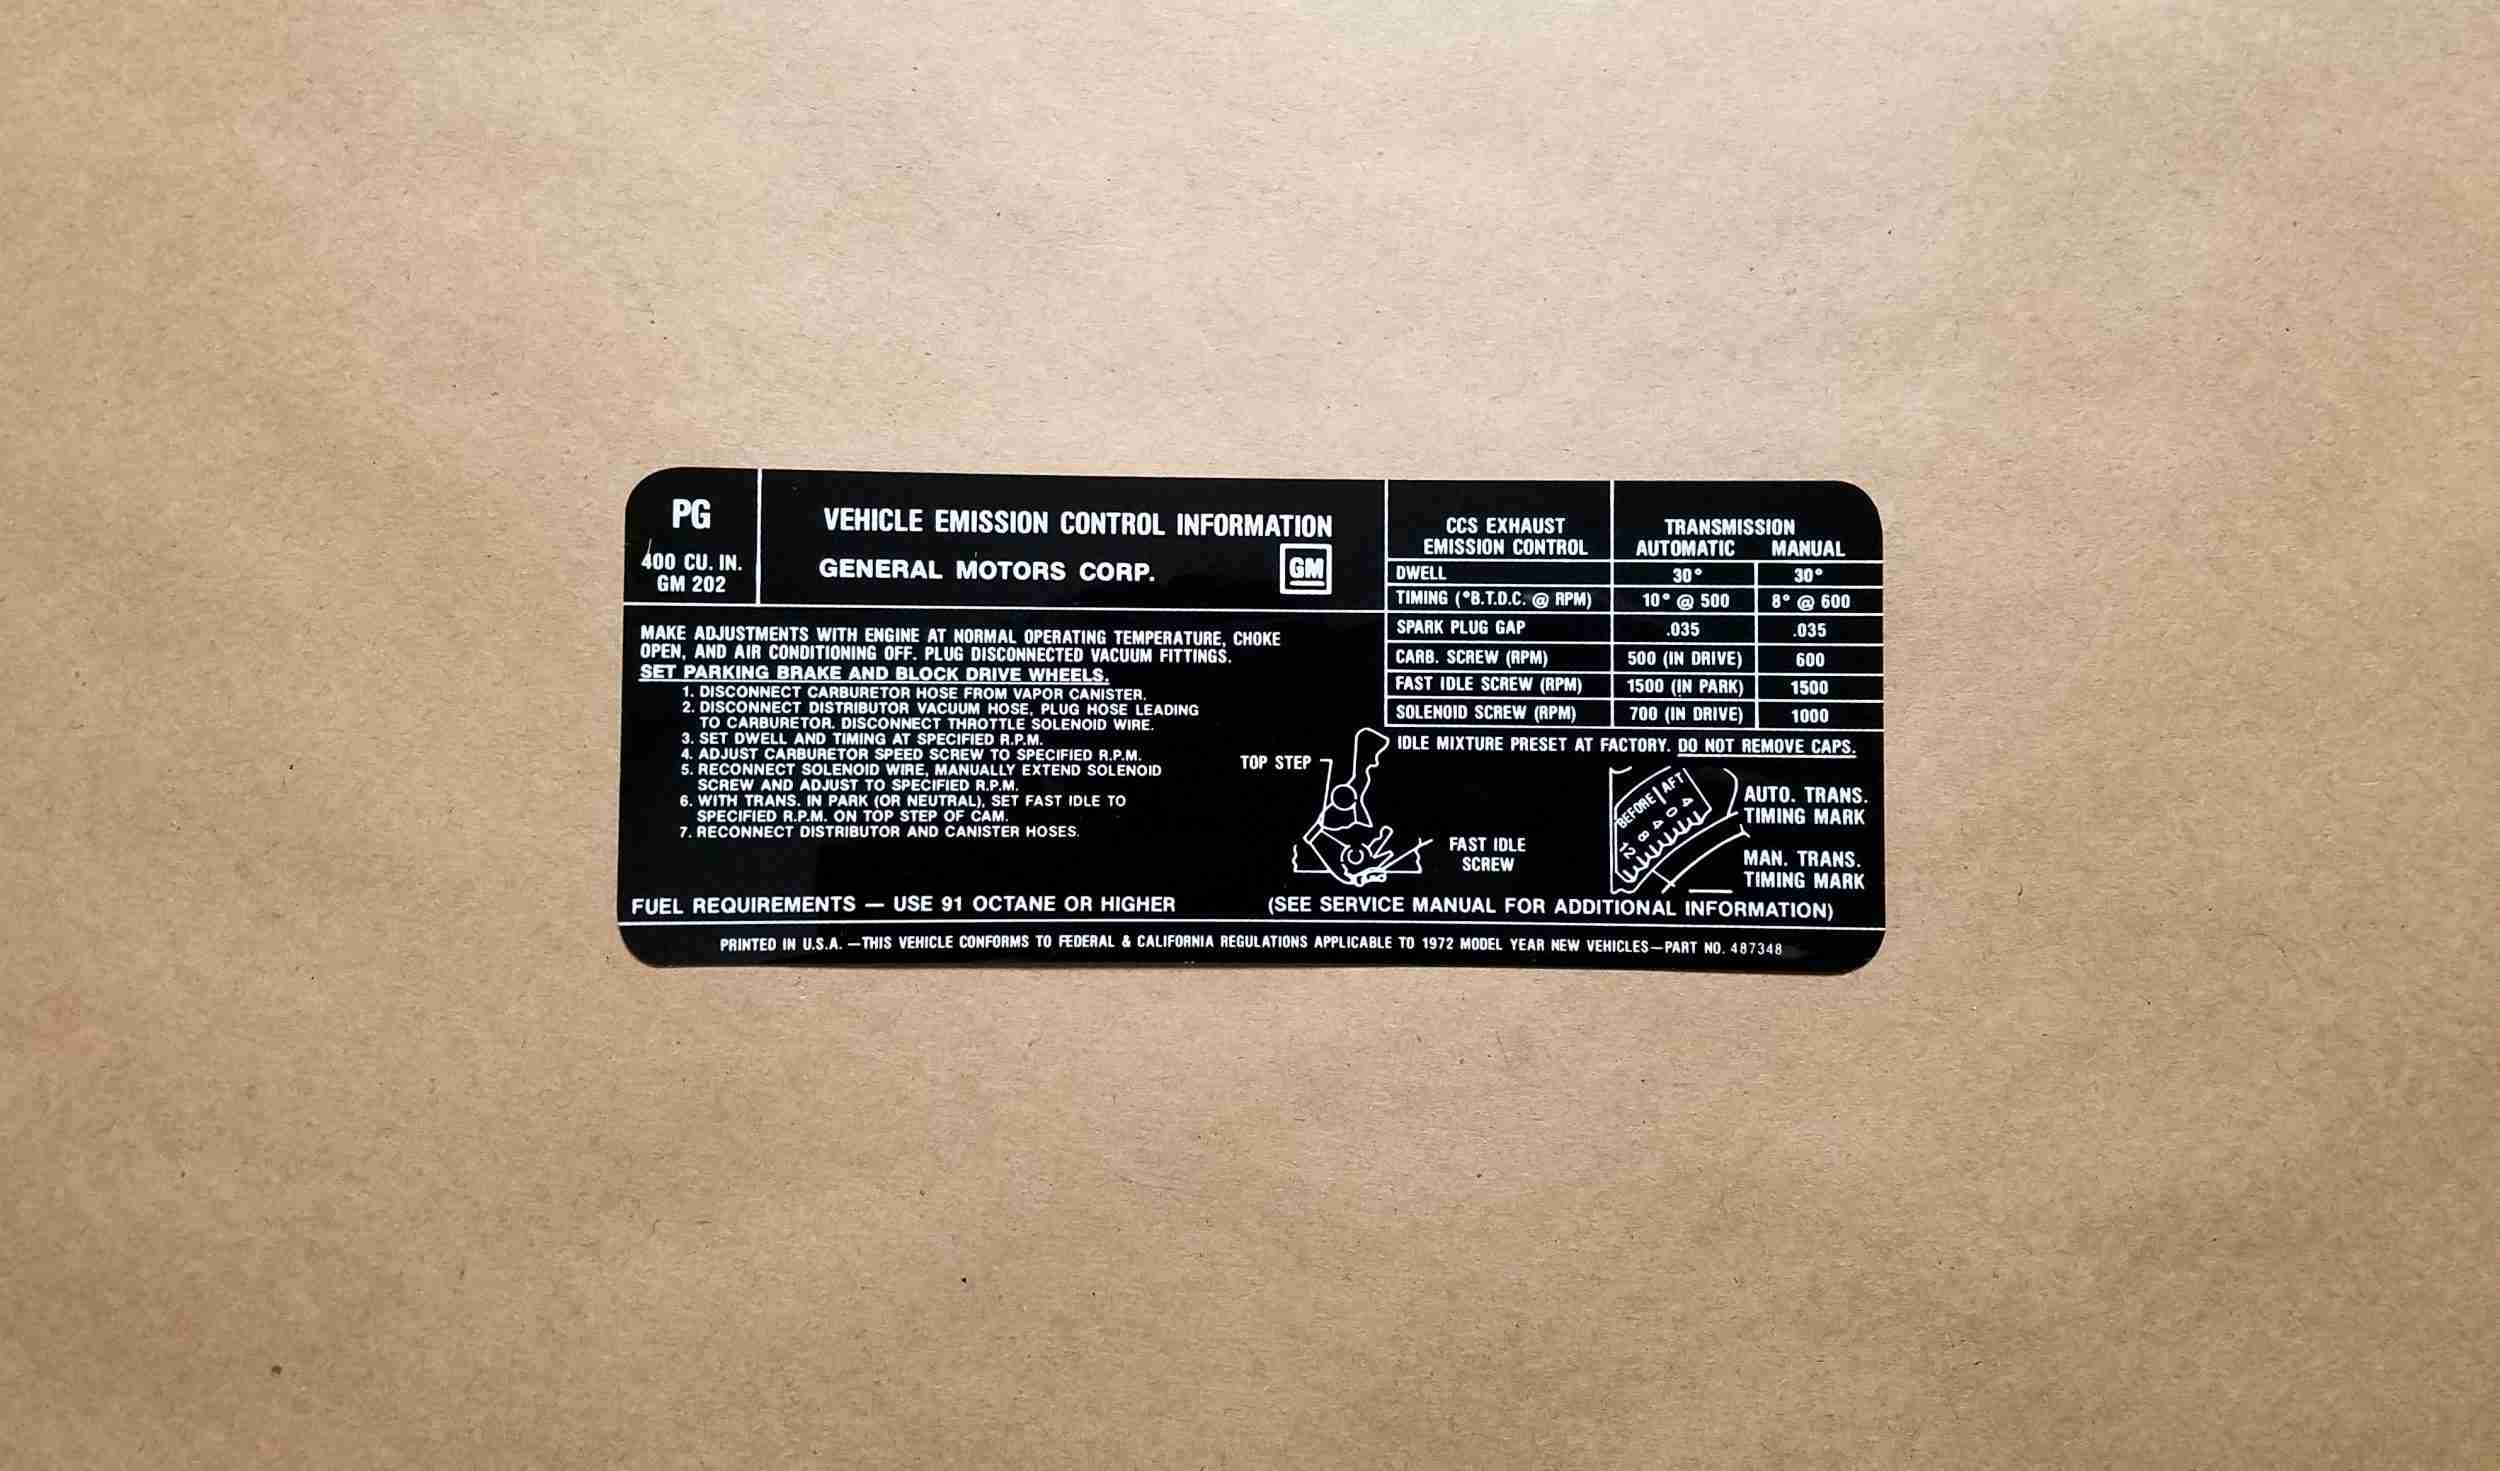 PG
400 CU. IN.
GM 202
VEHICLE EMISSION CONTROL INFORMATION
GENERAL MOTORS CORP.
GM
CCS EXHAUST
EMISSION CONTROL
TRANSMISSION
AUTOMATIC MANUAL
DWELL 30° 30°
TIMING (°B.T.D.C. @ RPM) 10° @ 500 8° @ 600
SPARK PLUG GAP .035 .035
CARB. SCREW (RPM) 500 (IN DRIVE) 600
FAST IDLE SCREW (RPM) 1500 (IN PARK) 1500
SOLENOID SCREW (RPM) 700 (IN DRIVE) 1000
MAKE ADJUSTMENTS WITH ENGINE AT NORMAL OPERATING TEMPERATURE, CHOKE
OPEN, AND AIR CONDITIONING OFF. PLUG DISCONNECTED VACUUM FITTINGS.
SET PARKING BRAKE AND BLOCK DRIVE WHEELS.
1. DISCONNECT CARBURETOR HOSE FROM VAPOR CANISTER.
2. DISCONNECT DISTRIBUTOR VACUUM HOSE, PLUG HOSE LEADING
TO CARBURETOR. DISCONNECT THROTTLE SOLENOID WIRE.
3. SET DWELL AND TIMING AT SPECIFIED R.P.M.
4. ADJUST CARBURETOR SPEED SCREW TO SPECIFIED R.P.M.
5. RECONNECT SOLENOID WIRE, MANUALLY EXTEND SOLENOID
SCREW AND ADJUST TO SPECIFIED R.P.M.
6. WITH TRANS. IN PARK (OR NEUTRAL), SET FAST IDLE TO
SPECIFIED R.P.M. ON TOP STEP OF CAM.
7. RECONNECT DISTRIBUTOR AND CANISTER HOSES.
IDLE MIXTURE PRESET AT FACTORY. DO NOT REMOVE CAPS.
TOP STEP
FAST IDLE
SCREW
BEFORE AFT
12 8 4 0 4
AUTO. TRANS.
TIMING MARK
MAN. TRANS.
TIMING MARK
FUEL REQUIREMENTS — USE 91 OCTANE OR HIGHER
(SEE SERVICE MANUAL FOR ADDITIONAL INFORMATION)
PRINTED IN U.S.A. —THIS VEHICLE CONFORMS TO FEDERAL & CALIFORNIA REGULATIONS APPLICABLE TO 1972 MODEL YEAR NEW VEHICLES—PART NO. 487348